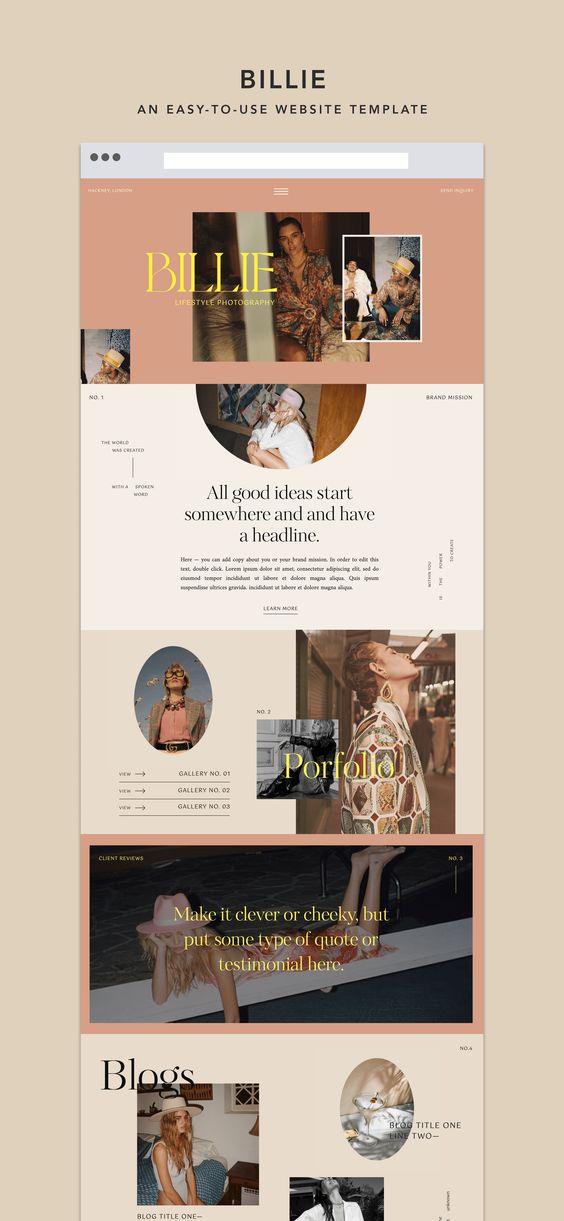 BILLIE
AN EASY-TO-USE WEBSITE TEMPLATE
HACKNEY, LONDON
SEND INQUIRY
BILLIE
LIFESTYLE PHOTOGRAPHY
NO. 1
BRAND MISSION
THE WORLD
WAS CREATED
WITH A SPOKEN
WORD
All good ideas start
somewhere and and have
a headline.
Here — you can add copy about you or your brand mission. In order to edit this
text, double click. Lorem ipsum dolor sit amet, consectetur adipiscing elit, sed do
eiusmod tempor incididunt ut labore et dolore magna aliqua. Quis ipsum
suspendisse ultrices gravida. incididunt ut labore et dolore magna aliqua.
LEARN MORE
WITHIN YOU
IS THE POWER
TO CREATE
NO. 2
Porfolio
VIEW GALLERY NO. 01
VIEW GALLERY NO. 02
VIEW GALLERY NO. 03
CLIENT REVIEWS
NO. 3
Make it clever or cheeky, but
put some type of quote or
testimonial here.
NO.4
Blogs
BLOG TITLE ONE
LINE TWO—
BLOG TITLE ONE—
unknown